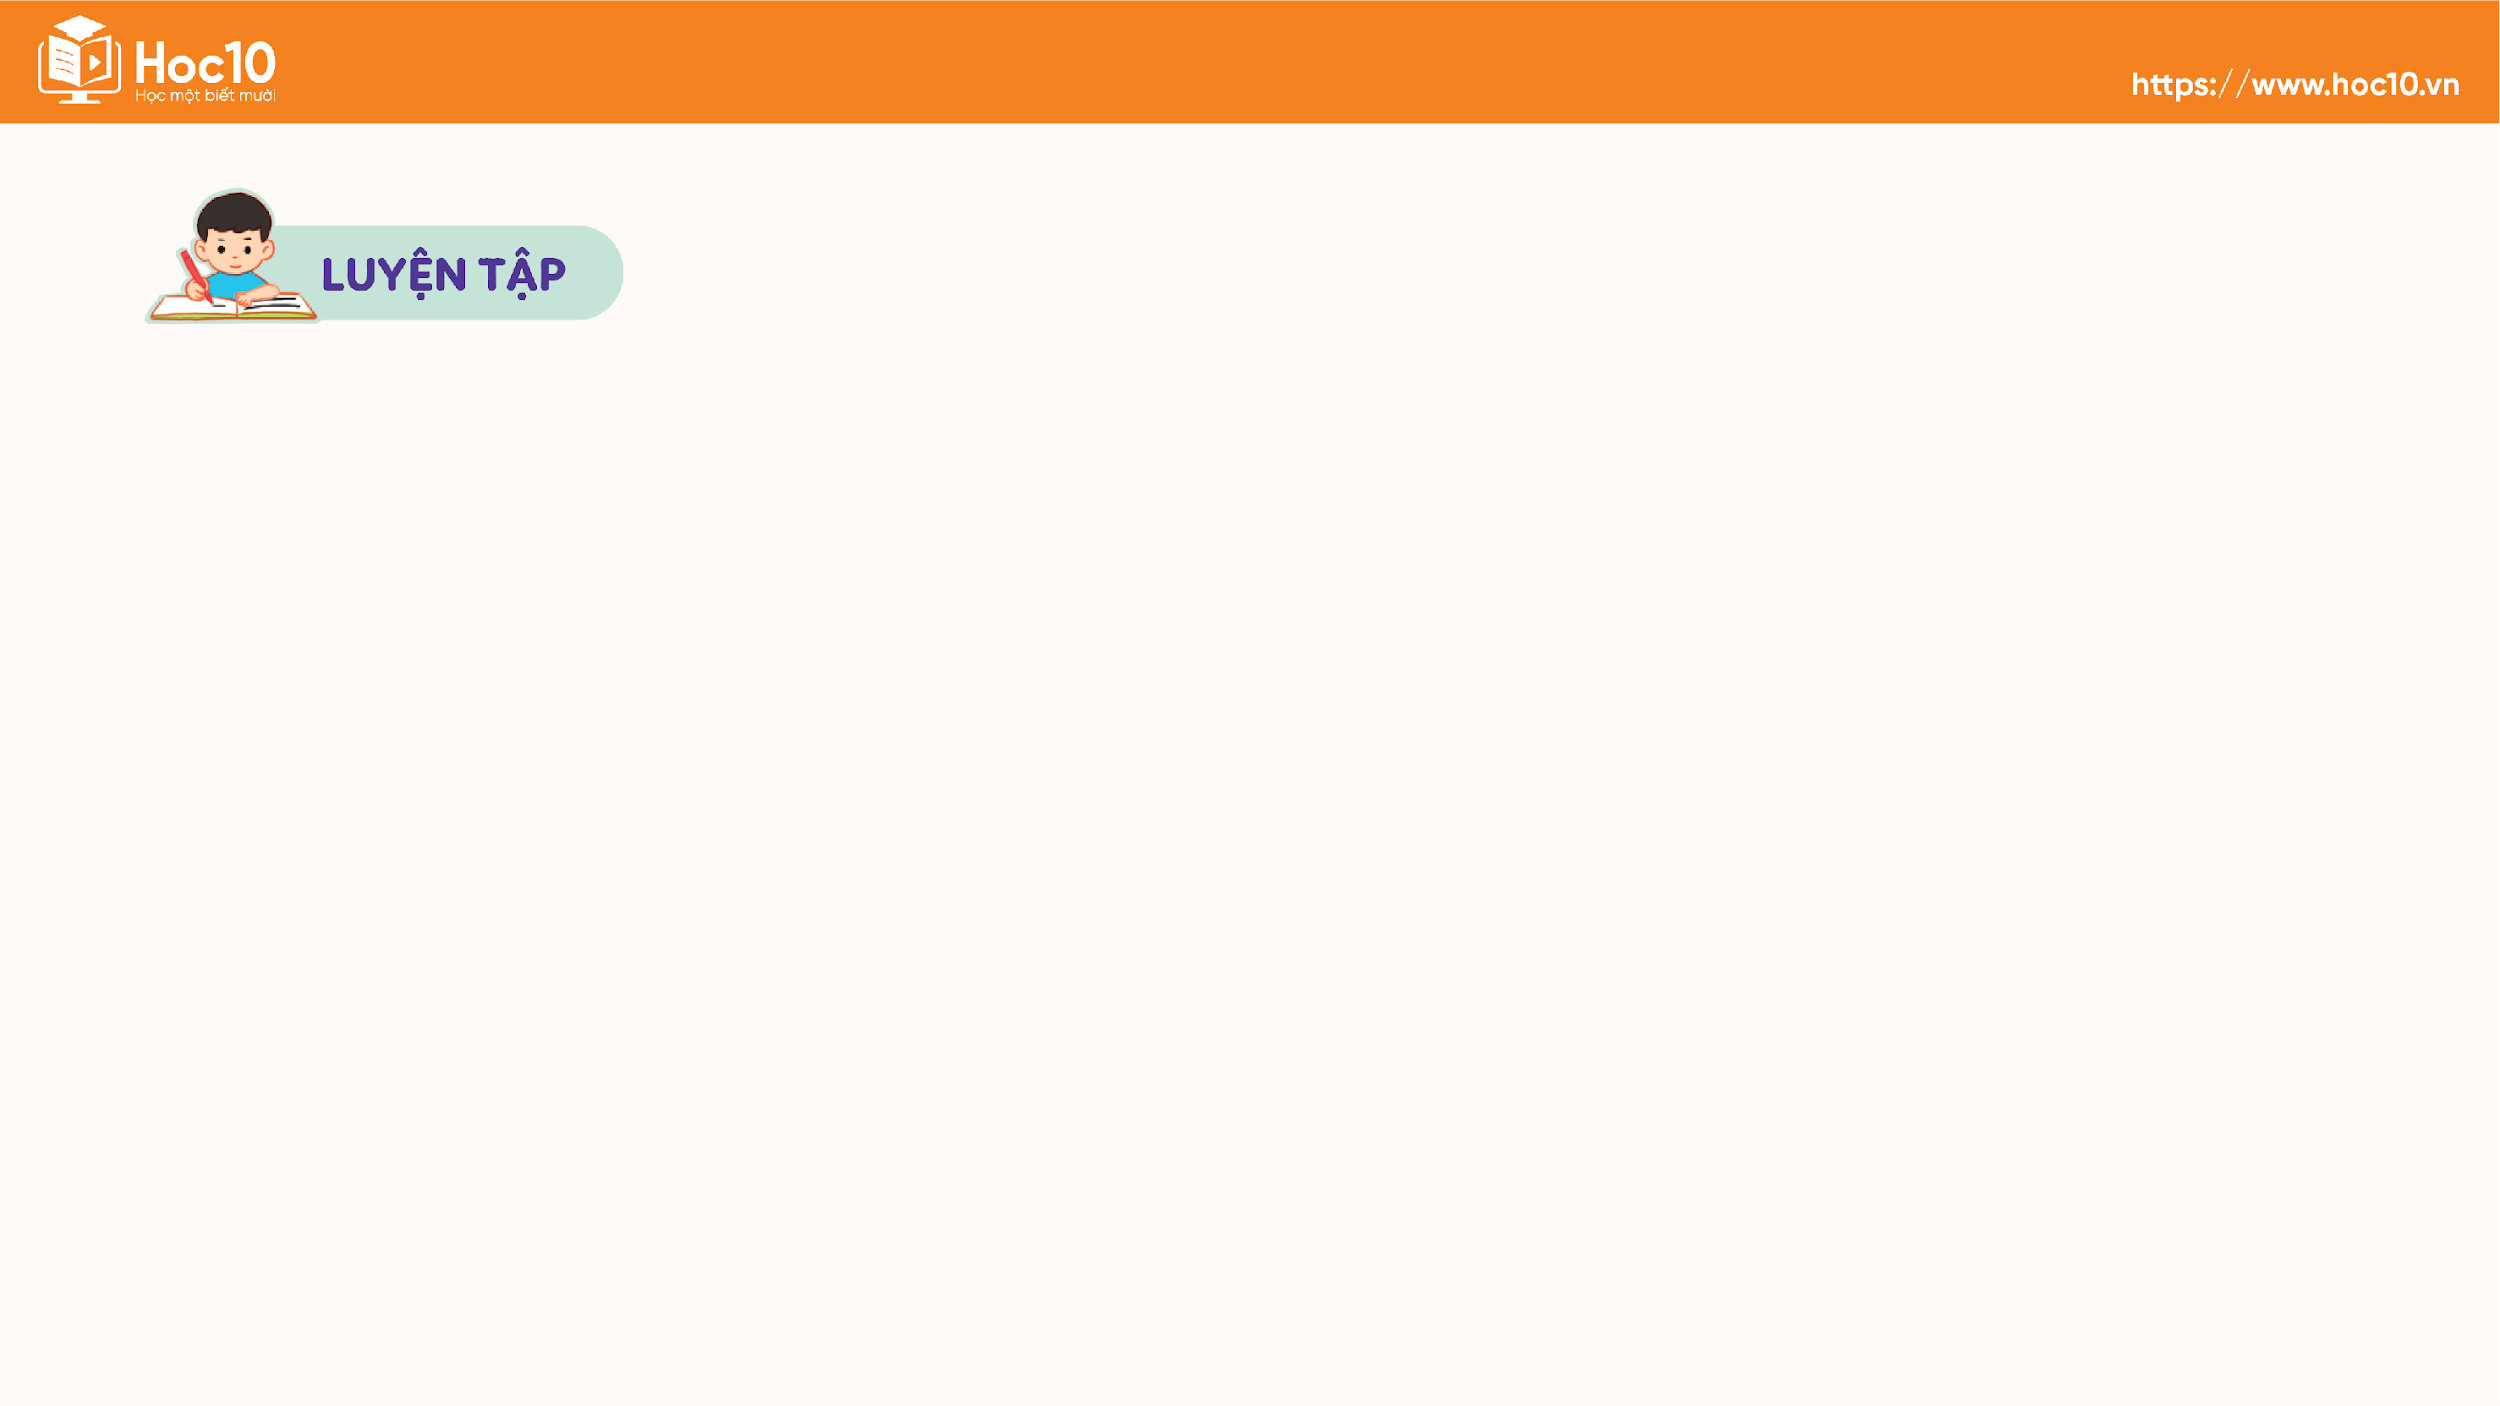 Hoc10
Học một biết mười
https://www.hoc10.vn
LUYỆN TẬP